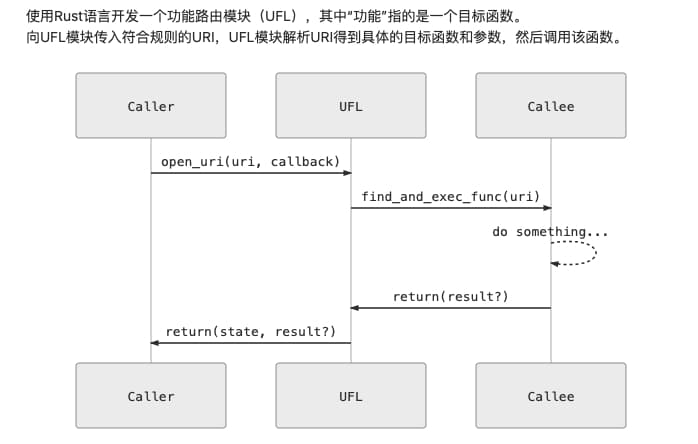 使用Rust语言开发一个功能路由模块（UFL），其中“功能”指的是一个目标函数。
向UFL模块传入符合规则的URI，UFL模块解析URI得到具体的目标函数和参数，然后调用该函数。
Caller UFL Callee
open_uri(uri, callback)
find_and_exec_func(uri)
do something...
return(result?)
return(state, result?)
Caller UFL Callee